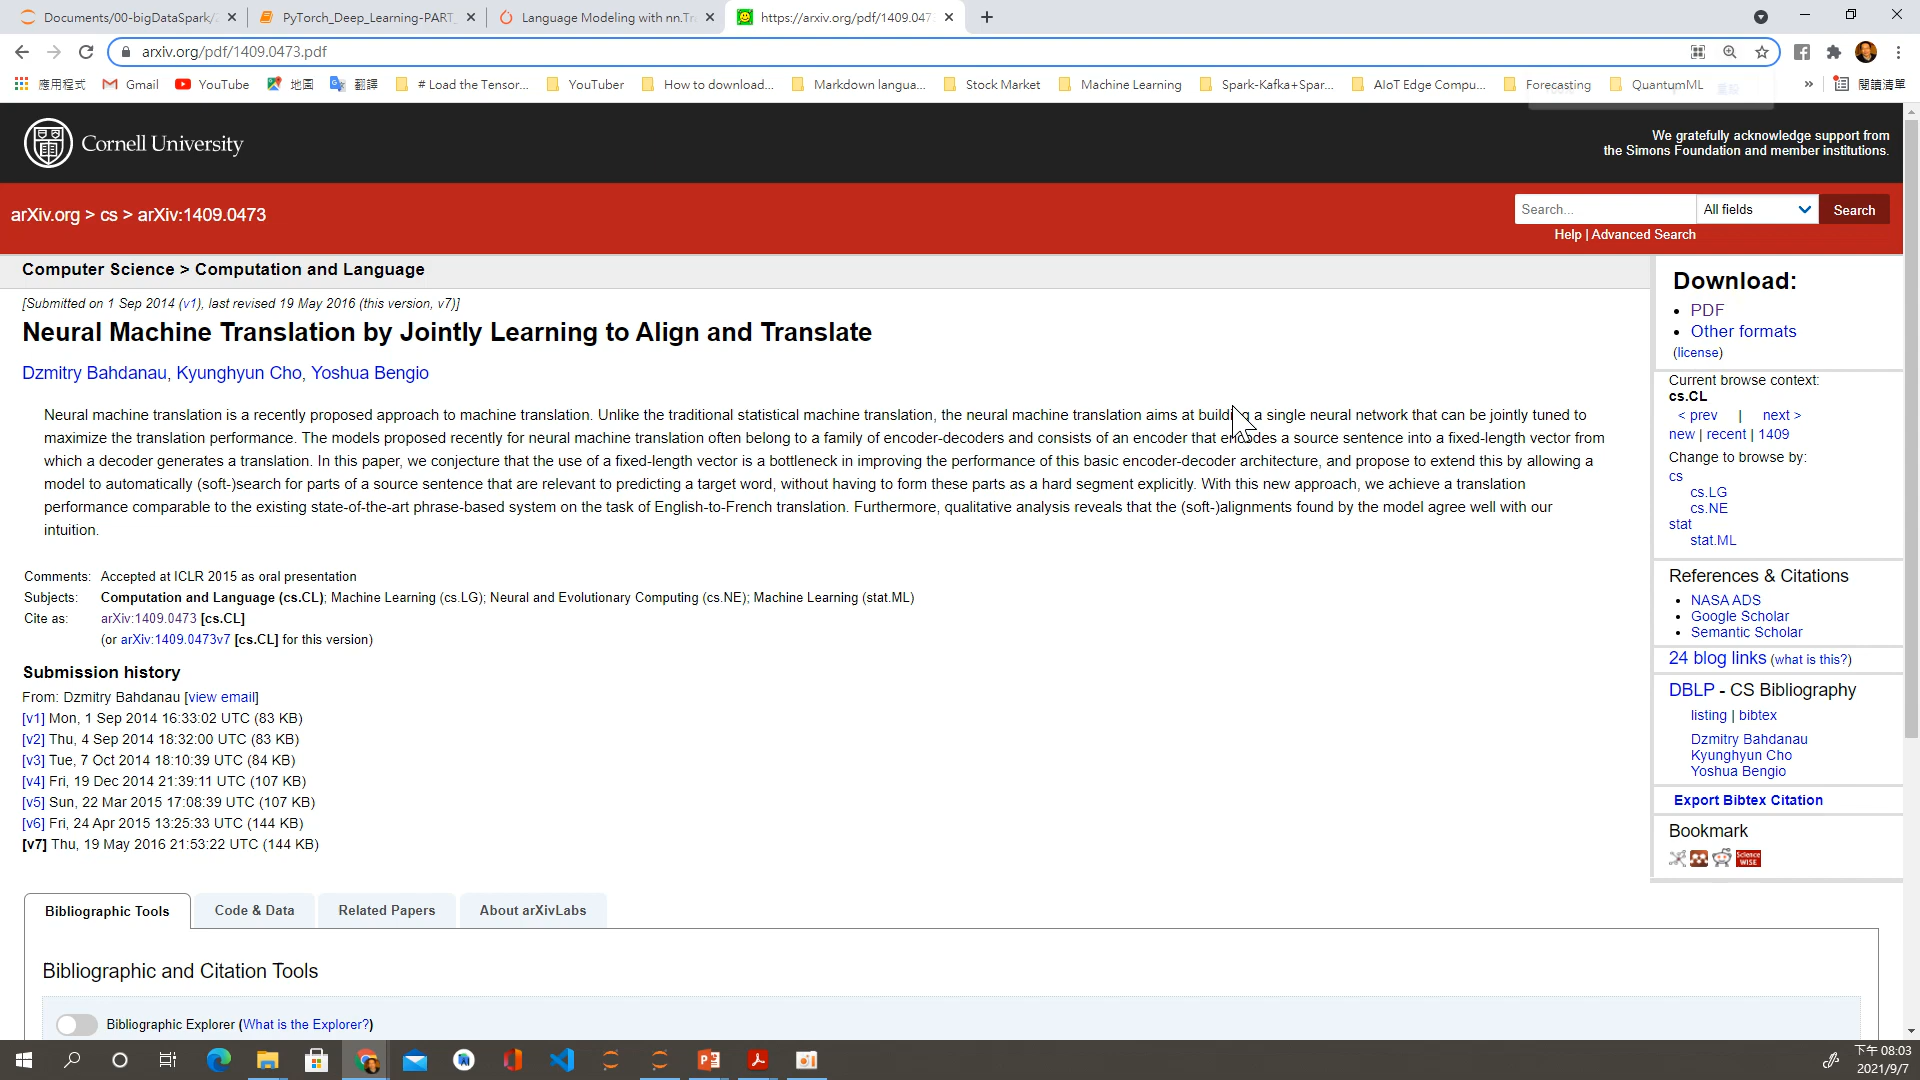 Documents/00-bigDataSpark/
PyTorch_Deep_Learning-PART_
Language Modeling with nn.Tr
https://arxiv.org/pdf/1409.047
arxiv.org/pdf/1409.0473.pdf
應用程式
Gmail
YouTube
地圖
翻譯
# Load the Tensor...
YouTuber
How to download...
Markdown langua...
Stock Market
Machine Learning
Spark-Kafka+Spar...
AIoT Edge Compu...
Forecasting
QuantumML
»
閱讀清單
Cornell University
We gratefully acknowledge support from
the Simons Foundation and member institutions.
arXiv.org > cs > arXiv:1409.0473
Search...
All fields
Search
Help | Advanced Search
Computer Science > Computation and Language
[Submitted on 1 Sep 2014 (v1), last revised 19 May 2016 (this version, v7)]
Neural Machine Translation by Jointly Learning to Align and Translate
Dzmitry Bahdanau, Kyunghyun Cho, Yoshua Bengio
Neural machine translation is a recently proposed approach to machine translation. Unlike the traditional statistical machine translation, the neural machine translation aims at building a single neural network that can be jointly tuned to
maximize the translation performance. The models proposed recently for neural machine translation often belong to a family of encoder-decoders and consists of an encoder that encodes a source sentence into a fixed-length vector from
which a decoder generates a translation. In this paper, we conjecture that the use of a fixed-length vector is a bottleneck in improving the performance of this basic encoder-decoder architecture, and propose to extend this by allowing a
model to automatically (soft-)search for parts of a source sentence that are relevant to predicting a target word, without having to form these parts as a hard segment explicitly. With this new approach, we achieve a translation
performance comparable to the existing state-of-the-art phrase-based system on the task of English-to-French translation. Furthermore, qualitative analysis reveals that the (soft-)alignments found by the model agree well with our
intuition.
Comments: Accepted at ICLR 2015 as oral presentation
Subjects: Computation and Language (cs.CL); Machine Learning (cs.LG); Neural and Evolutionary Computing (cs.NE); Machine Learning (stat.ML)
Cite as: arXiv:1409.0473 [cs.CL]
(or arXiv:1409.0473v7 [cs.CL] for this version)
Submission history
From: Dzmitry Bahdanau [view email]
[v1] Mon, 1 Sep 2014 16:33:02 UTC (83 KB)
[v2] Thu, 4 Sep 2014 18:32:00 UTC (83 KB)
[v3] Tue, 7 Oct 2014 18:10:39 UTC (84 KB)
[v4] Fri, 19 Dec 2014 21:39:11 UTC (107 KB)
[v5] Sun, 22 Mar 2015 17:08:39 UTC (107 KB)
[v6] Fri, 24 Apr 2015 13:25:33 UTC (144 KB)
[v7] Thu, 19 May 2016 21:53:22 UTC (144 KB)
Download:
PDF
Other formats
(license)
Current browse context:
cs.CL
< prev | next >
new | recent | 1409
Change to browse by:
cs
cs.LG
cs.NE
stat
stat.ML
References & Citations
NASA ADS
Google Scholar
Semantic Scholar
24 blog links (what is this?)
DBLP - CS Bibliography
listing | bibtex
Dzmitry Bahdanau
Kyunghyun Cho
Yoshua Bengio
Export Bibtex Citation
Bookmark
Science
WISE
Bibliographic Tools
Code & Data
Related Papers
About arXivLabs
Bibliographic and Citation Tools
Bibliographic Explorer (What is the Explorer?)
下午 08:03
2021/9/7